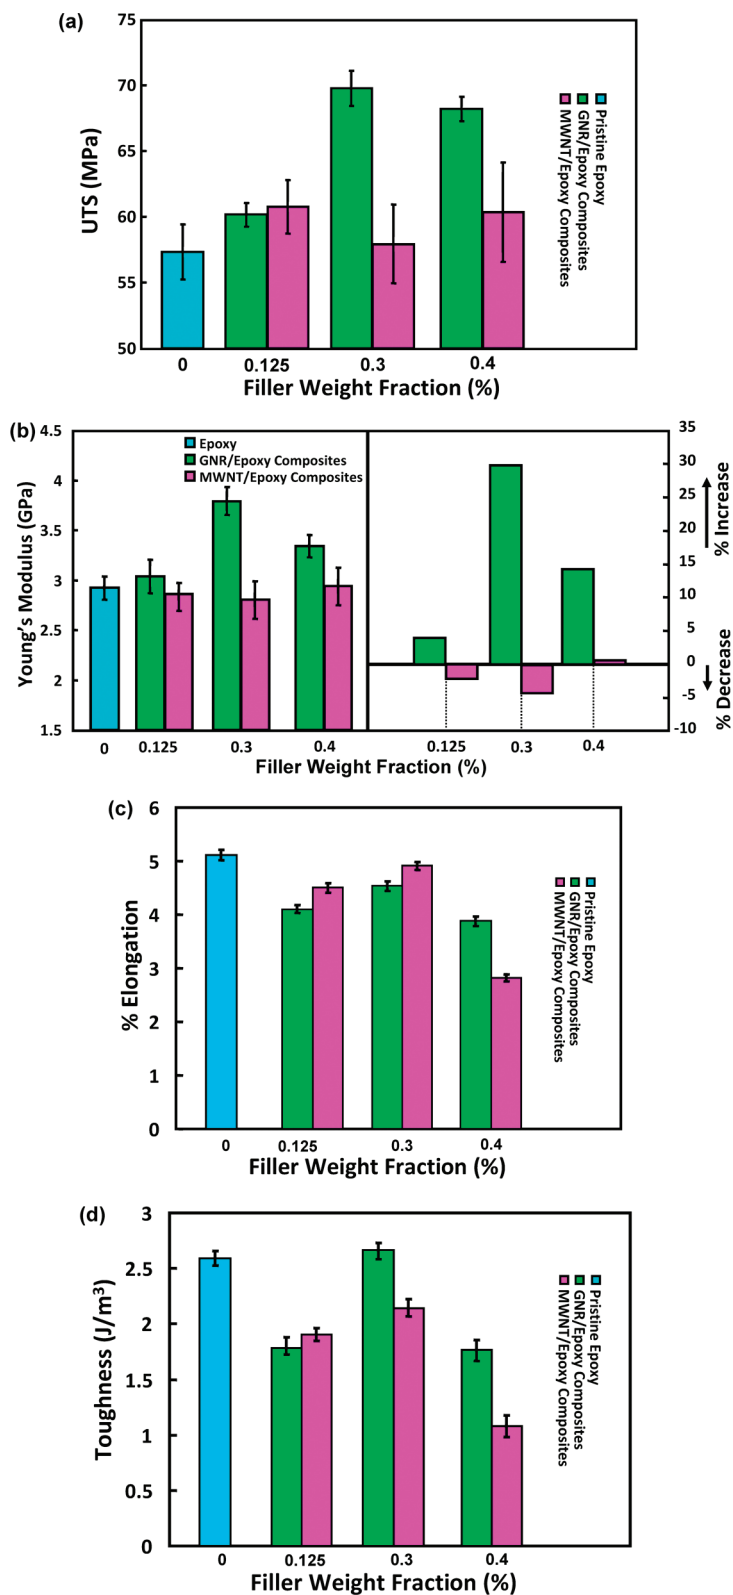 (a)
75
70
65
60
55
50
UTS (MPa)
0 0.125 0.3 0.4
Filler Weight Fraction (%)
Pristine Epoxy
GNR/Epoxy Composites
MWNT/Epoxy Composites
(b)
4.5
4
3.5
3
2.5
2
1.5
Young's Modulus (GPa)
Epoxy
GNR/Epoxy Composites
MWNT/Epoxy Composites
0 0.125 0.3 0.4
0.125 0.3 0.4
35
30
25
20
15
10
5
0
-5
-10
% Increase
% Decrease
Filler Weight Fraction (%)
(c)
6
5
4
3
2
1
0
% Elongation
0 0.125 0.3 0.4
Filler Weight Fraction (%)
Pristine Epoxy
GNR/Epoxy Composites
MWNT/Epoxy Composites
(d)
3
2.5
2
1.5
1
0.5
0
Toughness (J/m³)
0 0.125 0.3 0.4
Filler Weight Fraction (%)
Pristine Epoxy
GNR/Epoxy Composites
MWNT/Epoxy Composites